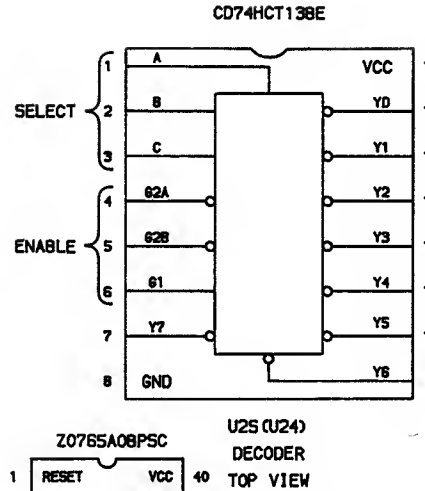 CD74HCT138E
1 A VCC
SELECT 2 B Y0
3 C Y1
4 G2A Y2
ENABLE 5 G2B Y3
6 G1 Y4
7 Y7 Y5
8 GND Y6
U25 (U24)
DECODER
TOP VIEW
Z0765A08PSC
1 RESET VCC 40